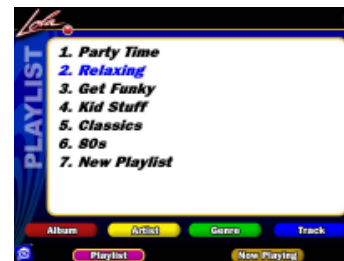 Lola
PLAYLIST
1. Party Time
2. Relaxing
3. Get Funky
4. Kid Stuff
5. Classics
6. 80s
7. New Playlist
Album Artist Genre Track
Playlist Now Playing